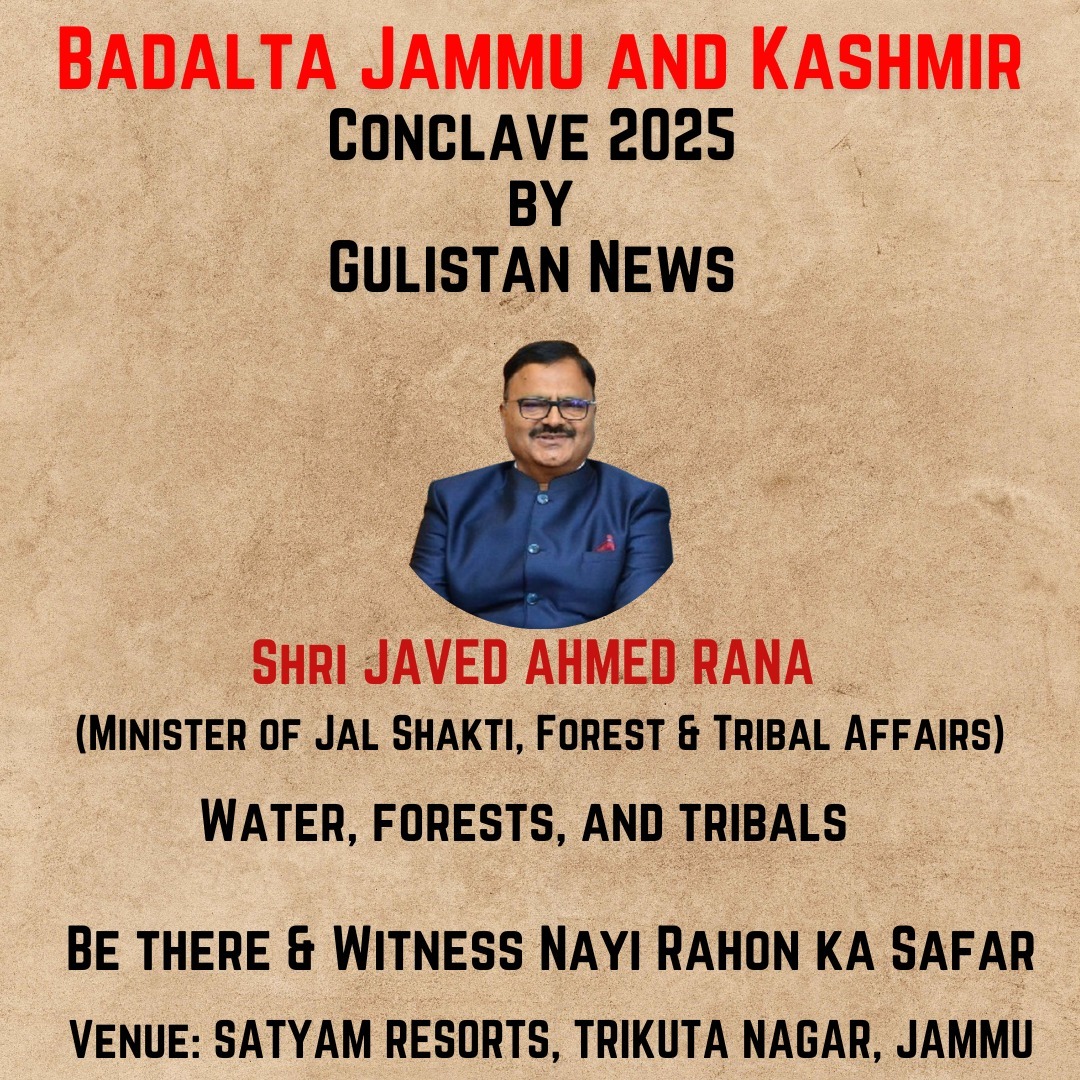 Badalta Jammu and Kashmir
Conclave 2025
by
Gulistan News
Shri JAVED AHMED RANA
(Minister of Jal Shakti, Forest & Tribal Affairs)
Water, forests, and tribals
Be there & Witness Nayi Rahon ka Safar
Venue: SATYAM RESORTS, TRIKUTA NAGAR, JAMMU